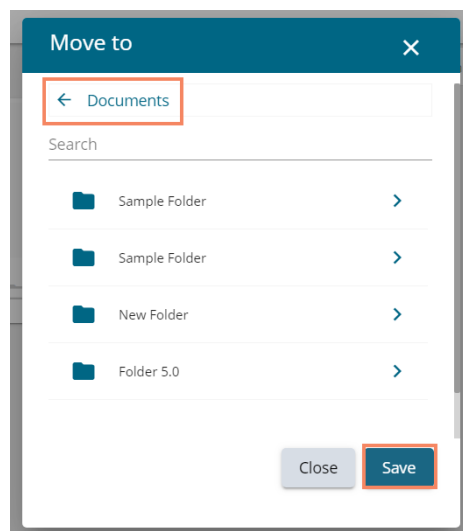 Move to
Documents
Search
Sample Folder
Sample Folder
New Folder
Folder 5.0
Close Save